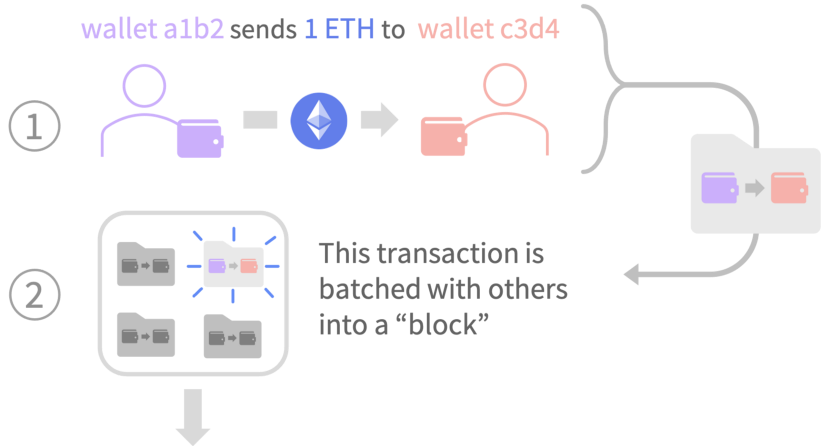 wallet a1b2 sends 1 ETH to wallet c3d4
1
2
This transaction is
batched with others
into a “block”